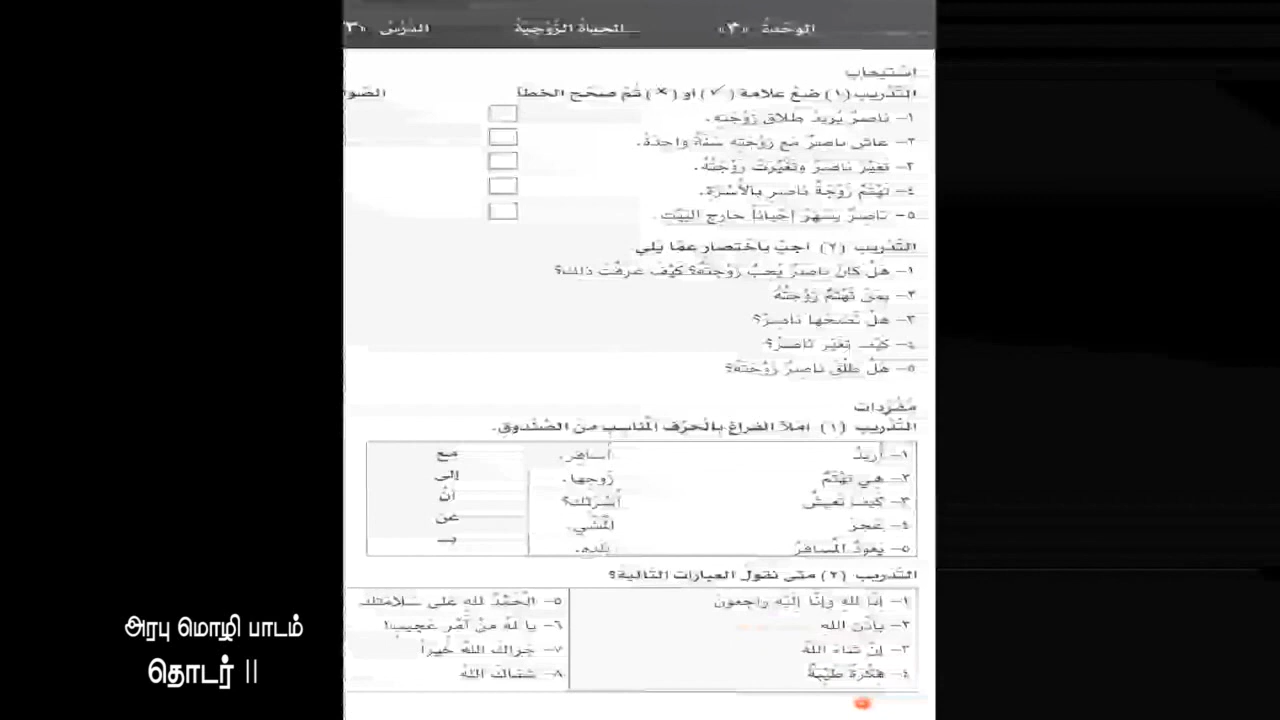 الوحدة «٣» الحياة الزوجية الدرس «٣
استيعاب
التدريب (١) ضع علامة (✓) أو (×) ثم صحح الخطأ
١- ناصر يريد طلاق زوجته.
٢- عاش ناصر مع زوجته سنة واحدة.
٣- تغير ناصر وتغيرت زوجته.
٤- تهتم زوجة ناصر بالأسرة.
٥- ناصر يسهر أحياناً خارج البيت.
التدريب (٢) أجب باختصار عما يلي
١- هل كان ناصر يحب زوجته؟ كيف عرفت ذلك؟
٢- بمن تهتم زوجته
٣- هل نصحها ناصر؟
٤- كيف تغير ناصر؟
٥- هل طلق ناصر زوجته؟
مفردات
التدريب (١) املأ الفراغ بالحرف المناسب من الصندوق.
١- أريد أسافر. مع
٢- هي تهتم زوجها. إلى
٣- كيف تعيش أسرتك؟ أن
٤- عجز المشي. عن
٥- يعود المسافر بلده. بـ
التدريب (٢) متى نقول العبارات التالية؟
١- إنا لله وإنا إليه راجعون
٢- بإذن الله
٣- إن شاء الله
٤- فكرة طيبة
٥- الحمد لله على سلامتك
٦- يا له من أمر عجيب!
٧- جزاك الله خيراً
٨- شفاك الله
அரபு மொழி பாடம்
தொடர் 11